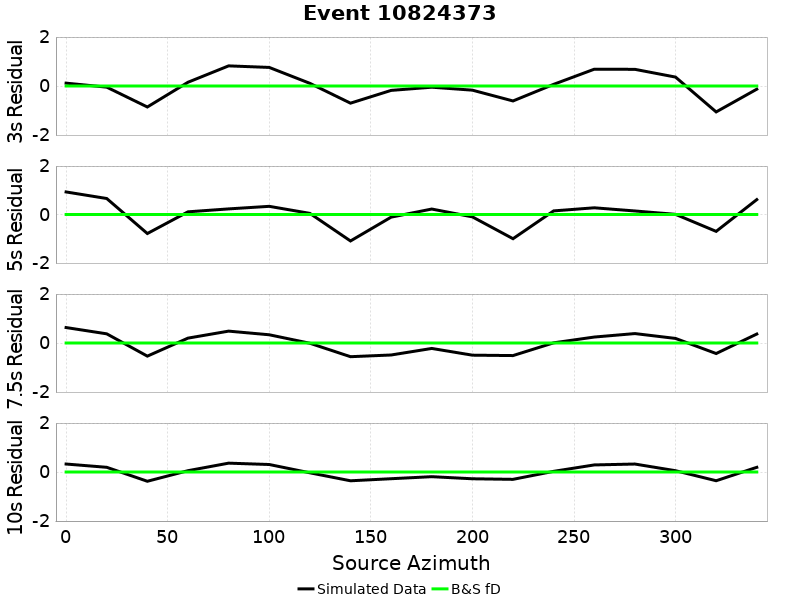 Event 10824373
3s Residual
2
0
-2
5s Residual
2
0
-2
7.5s Residual
2
0
-2
10s Residual
2
0
-2
0 50 100 150 200 250 300
Source Azimuth
Simulated Data B&S fD